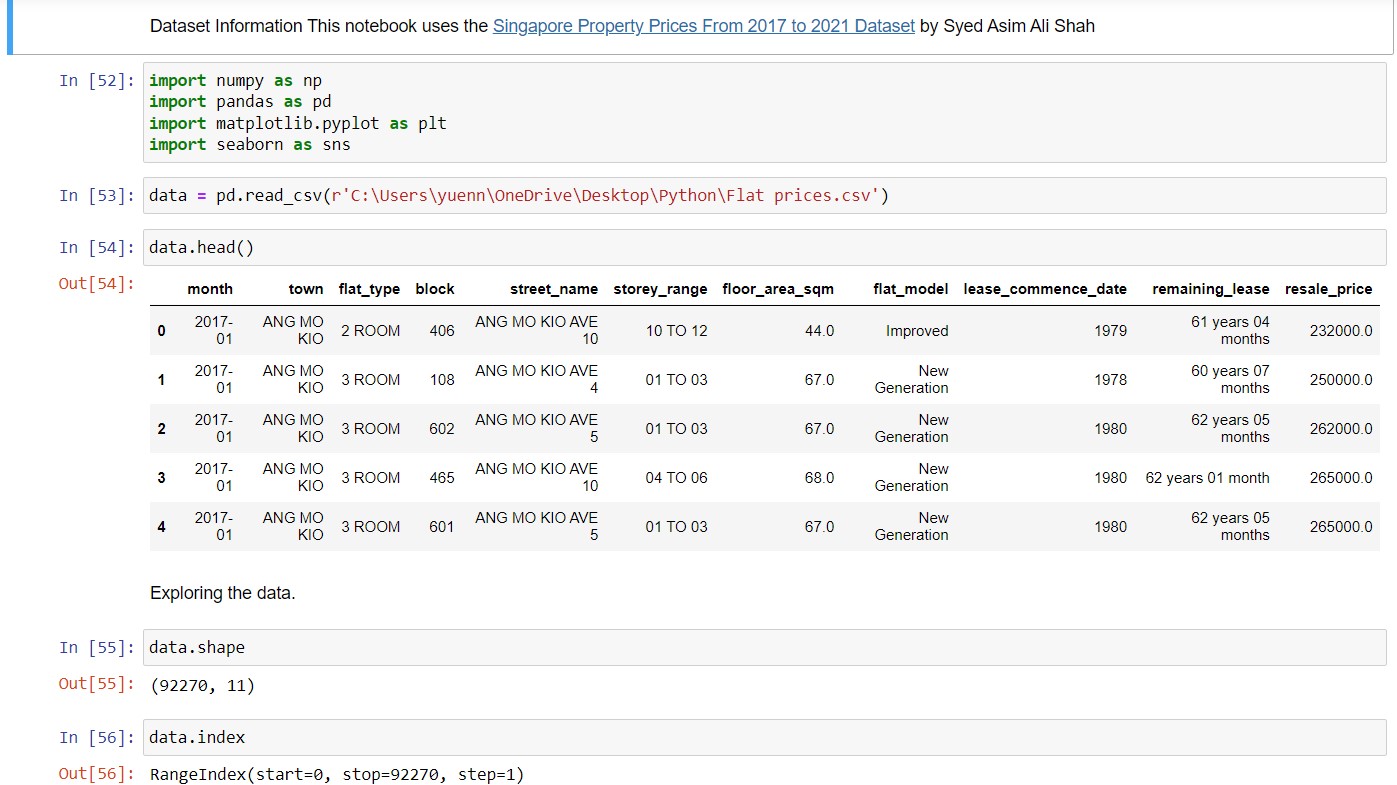 Dataset Information This notebook uses the Singapore Property Prices From 2017 to 2021 Dataset by Syed Asim Ali Shah
In [52]: import numpy as np
import pandas as pd
import matplotlib.pyplot as plt
import seaborn as sns
In [53]: data = pd.read_csv(r'C:\Users\yuenn\OneDrive\Desktop\Python\Flat prices.csv')
In [54]: data.head()
Out[54]:
month town flat_type block street_name storey_range floor_area_sqm flat_model lease_commence_date remaining_lease resale_price
2017- ANG MO ANG MO KIO AVE 61 years 04
0 2 ROOM 406 10 TO 12 44.0 Improved 1979 232000.0
01 KIO 10 months
2017- ANG MO ANG MO KIO AVE New 60 years 07
1 3 ROOM 108 01 TO 03 67.0 1978 250000.0
01 KIO 4 Generation months
2017- ANG MO ANG MO KIO AVE New 62 years 05
2 3 ROOM 602 01 TO 03 67.0 1980 262000.0
01 KIO 5 Generation months
2017- ANG MO ANG MO KIO AVE New
3 3 ROOM 465 04 TO 06 68.0 1980 62 years 01 month 265000.0
01 KIO 10 Generation
2017- ANG MO ANG MO KIO AVE New 62 years 05
4 3 ROOM 601 01 TO 03 67.0 1980 265000.0
01 KIO 5 Generation months
Exploring the data.
In [55]: data.shape
Out[55]: (92270, 11)
In [56]: data.index
Out[56]: RangeIndex(start=0, stop=92270, step=1)